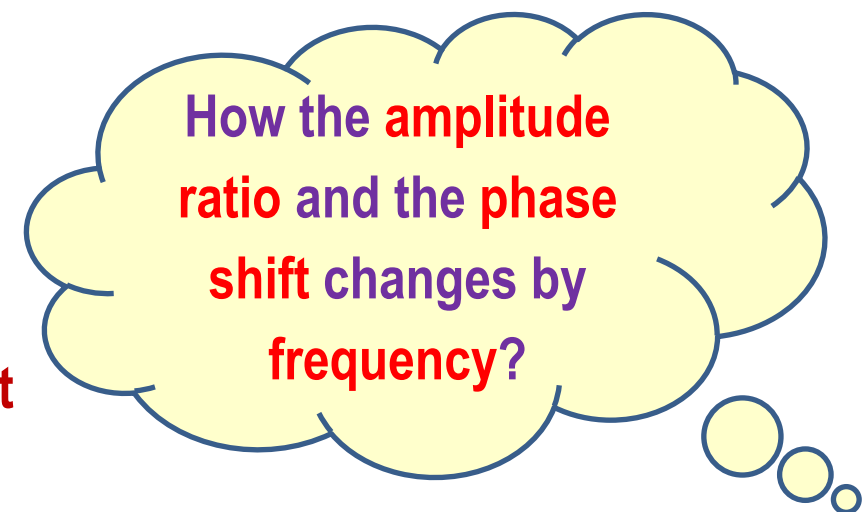 How the amplitude
ratio and the phase
shift changes by
frequency?
t